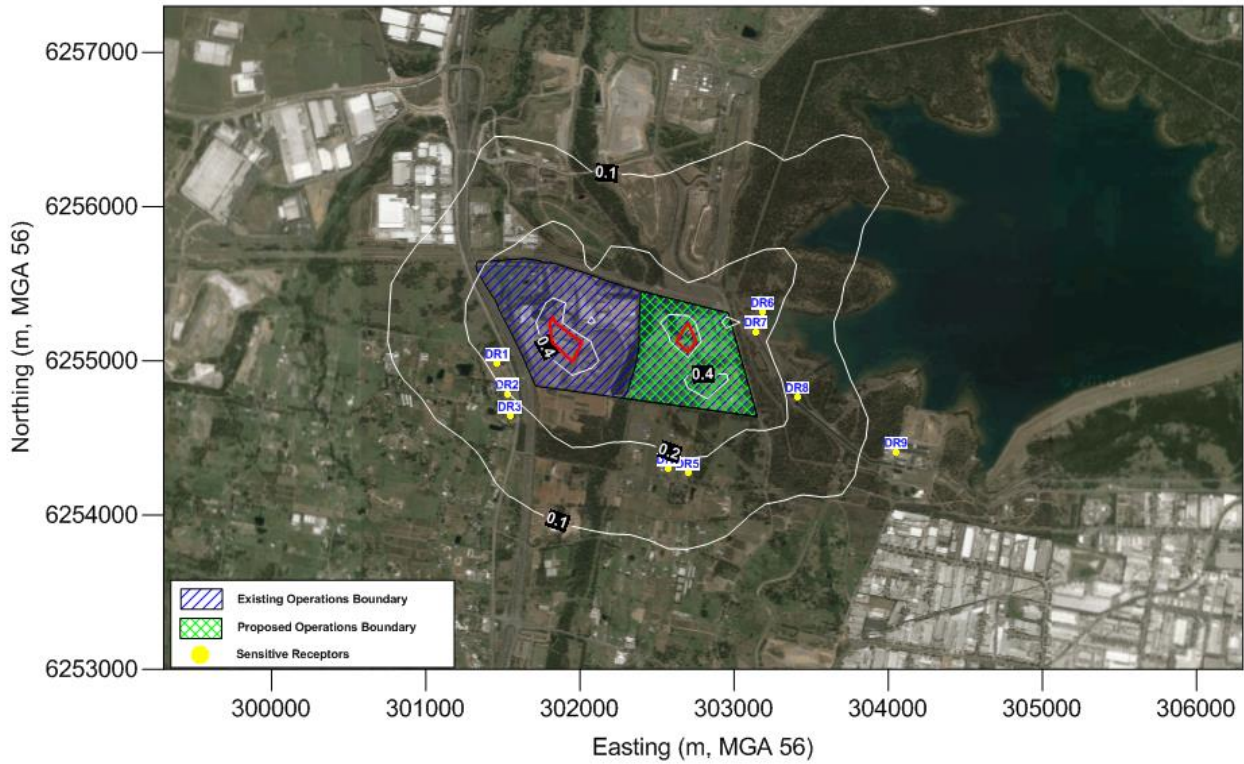 6257000
6256000
6255000
6254000
6253000
Northing (m, MGA 56)
0.1
DR6
DR7
0.4
DR1
0.4
DR2
DR8
DR3
0.2
DR5
DR9
0.1
Existing Operations Boundary
Proposed Operations Boundary
Sensitive Receptors
300000 301000 302000 303000 304000 305000 306000
Easting (m, MGA 56)